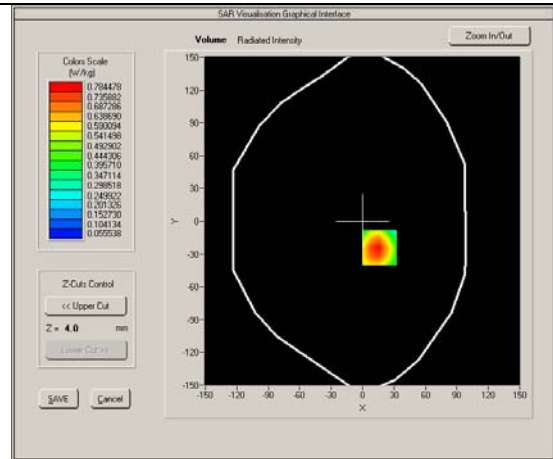 SAR Visualisation Graphical Interface
Volume Radiated Intensity
Zoom In/Out
Colors Scale
(W/kg)
0.784478
0.735882
0.687286
0.638690
0.590094
0.541498
0.492902
0.444306
0.395710
0.347114
0.298518
0.249922
0.201326
0.152730
0.104134
0.055538
Z-Cuts Control
<< Upper Cut
Z = 4.0 mm
Lower Cut >>
SAVE Cancel
150
120
90
60
30
0
-30
-60
-90
-120
-150
Y
-150 -120 -90 -60 -30 0 30 60 90 120 150
X